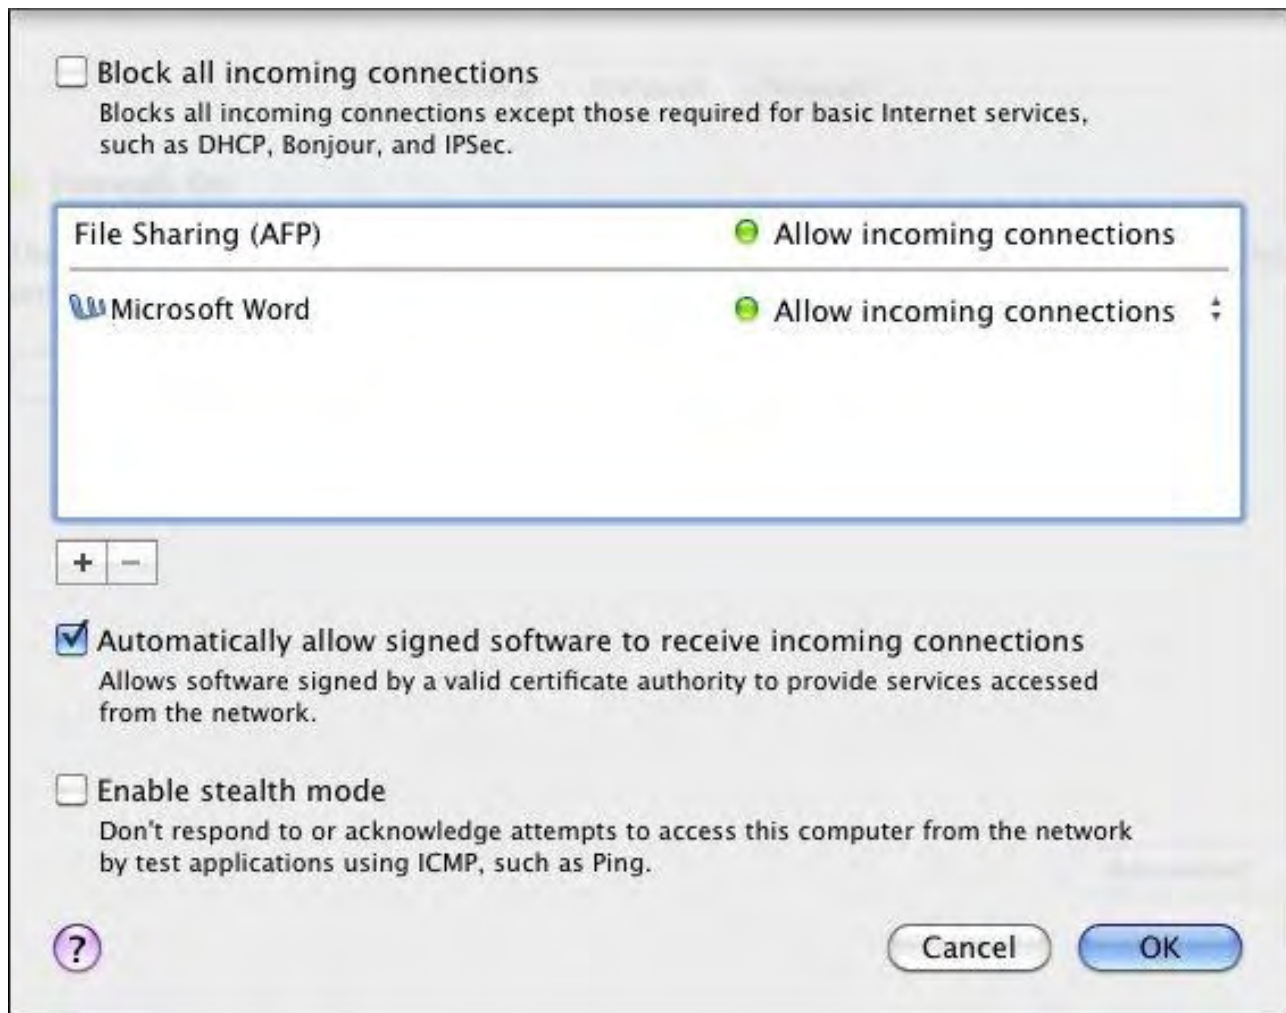 Block all incoming connections
Blocks all incoming connections except those required for basic Internet services,
such as DHCP, Bonjour, and IPSec.
File Sharing (AFP) Allow incoming connections
Microsoft Word Allow incoming connections
+ −
Automatically allow signed software to receive incoming connections
Allows software signed by a valid certificate authority to provide services accessed
from the network.
Enable stealth mode
Don't respond to or acknowledge attempts to access this computer from the network
by test applications using ICMP, such as Ping.
? Cancel OK